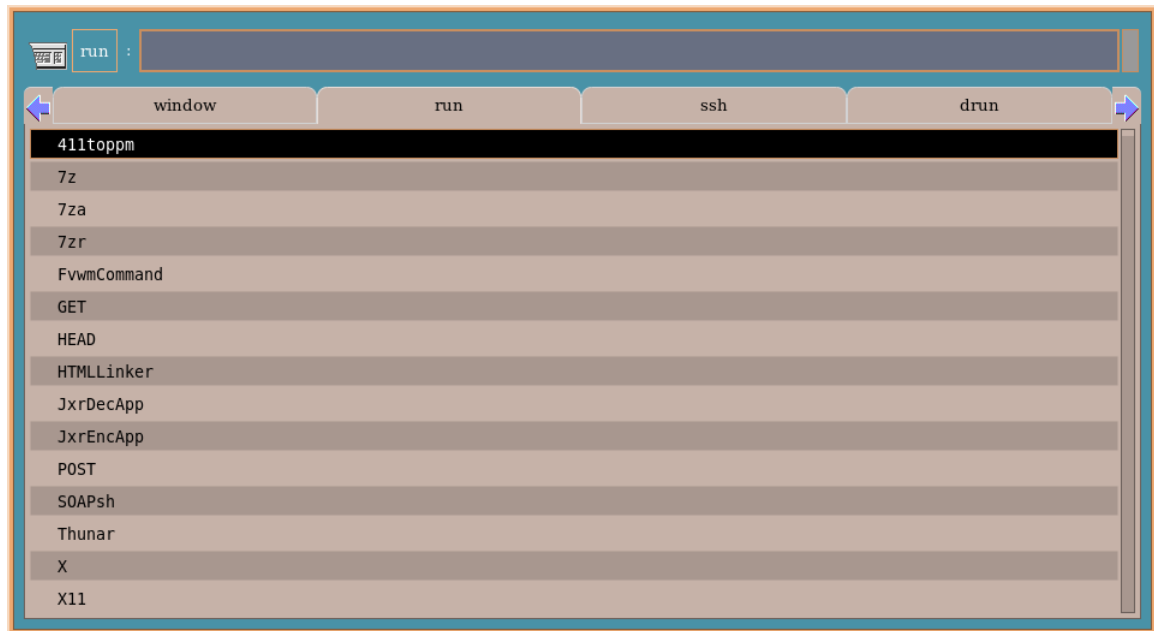 run :
window run ssh drun
411toppm
7z
7za
7zr
FvwmCommand
GET
HEAD
HTMLLinker
JxrDecApp
JxrEncApp
POST
SOAPsh
Thunar
X
X11